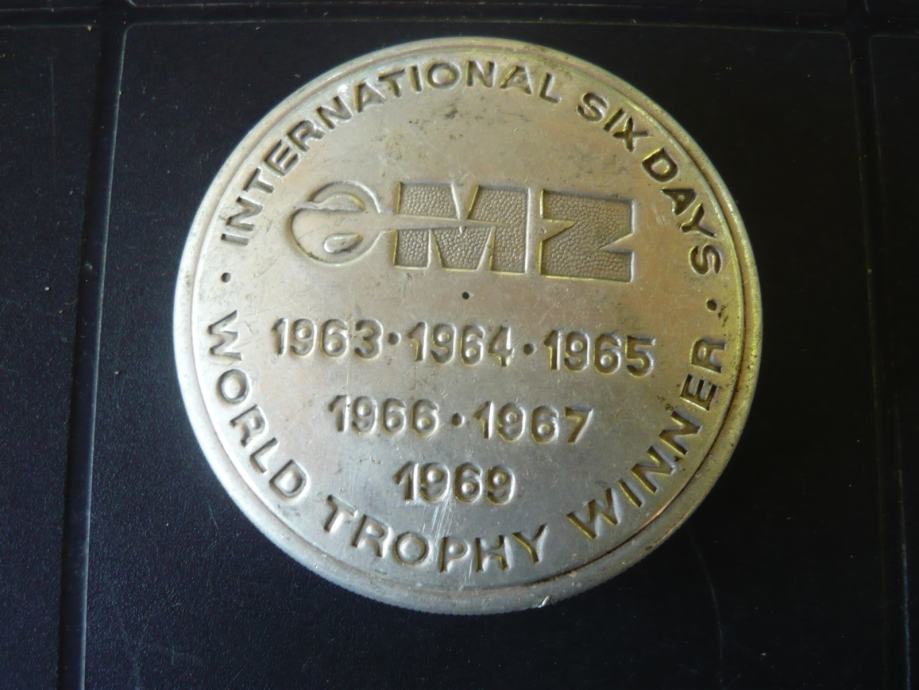 · INTERNATIONAL SIX DAYS ·
MZ
1963 · 1964 · 1965
1966 · 1967
1969
WORLD TROPHY WINNER